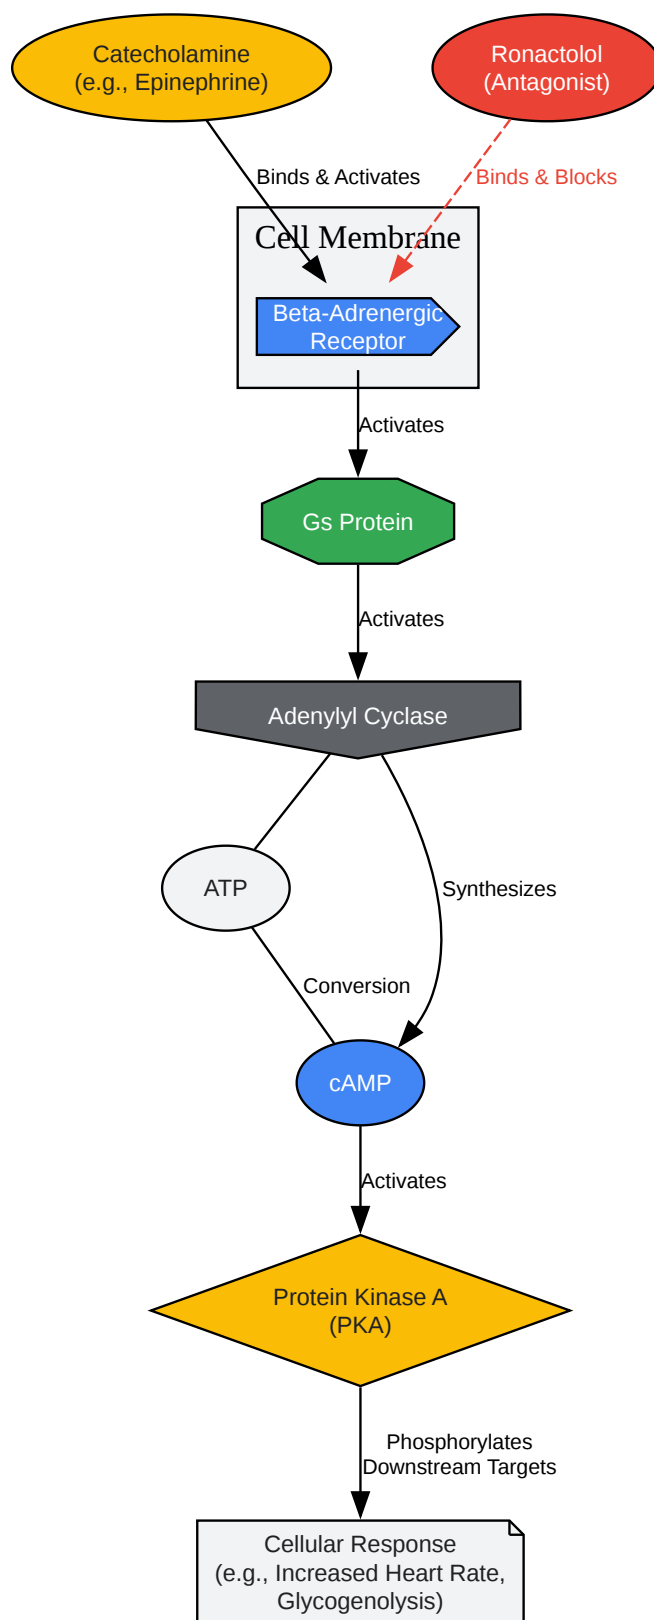 Catecholamine
(e.g., Epinephrine)
Ronactolol
(Antagonist)
Binds & Activates
Binds & Blocks
Cell Membrane
Beta-Adrenergic
Receptor
Activates
Gs Protein
Activates
Adenylyl Cyclase
ATP
Synthesizes
Conversion
cAMP
Activates
Protein Kinase A
(PKA)
Phosphorylates
Downstream Targets
Cellular Response
(e.g., Increased Heart Rate,
Glycogenolysis)